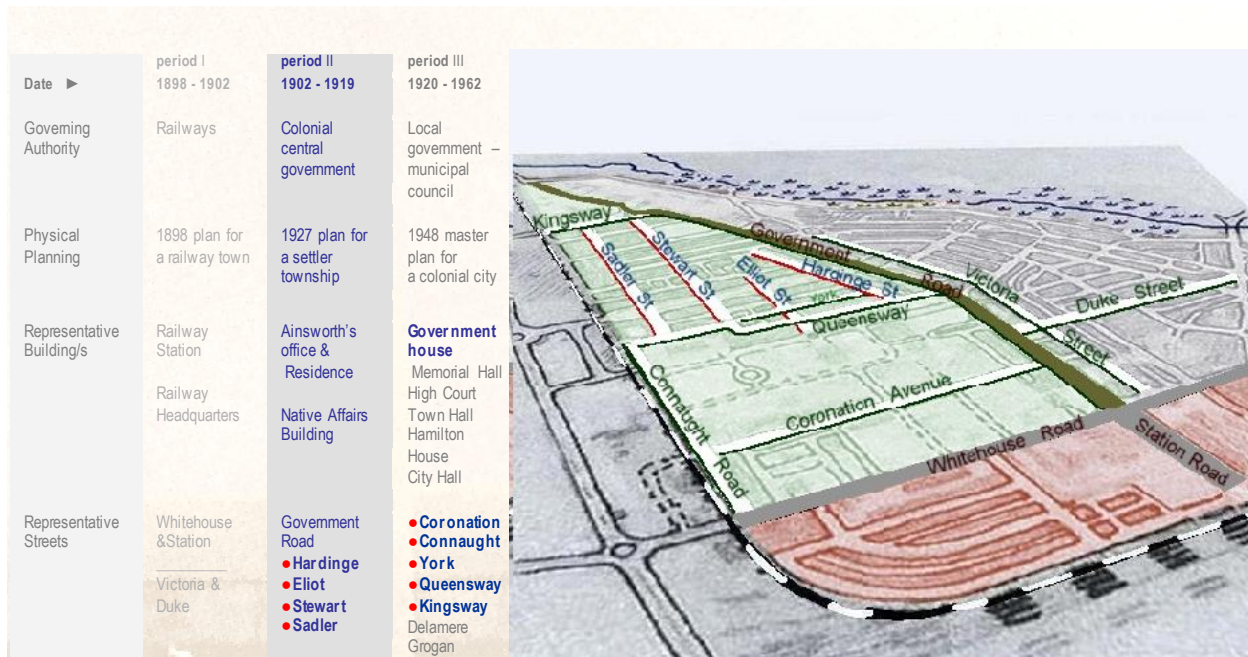 period I
period II
period III
Date ►
1898 - 1902
1902 - 1919
1920 - 1962
Governing
Authority
Railways
Colonial
central
government
Local
government –
municipal
council
Physical
Planning
1898 plan for
a railway town
1927 plan for
a settler
township
1948 master
plan for
a colonial city
Representative
Building/s
Railway
Station
Railway
Headquarters
Ainsworth's
office &
Residence
Native Affairs
Building
Government
house
Memorial Hall
High Court
Town Hall
Hamilton
House
City Hall
Representative
Streets
Whitehouse
&Station
Victoria &
Duke
Government
Road
●Hardinge
●Eliot
●Stewart
●Sadler
●Coronation
●Connaught
●York
●Queensway
●Kingsway
Delamere
Grogan
Kingsway
Sadler St
Stewart St
Elliot St
Hardinge St
York
Government Road
Queensway
Victoria Street
Duke Street
Connaught Road
Coronation Avenue
Whitehouse Road
Station Road